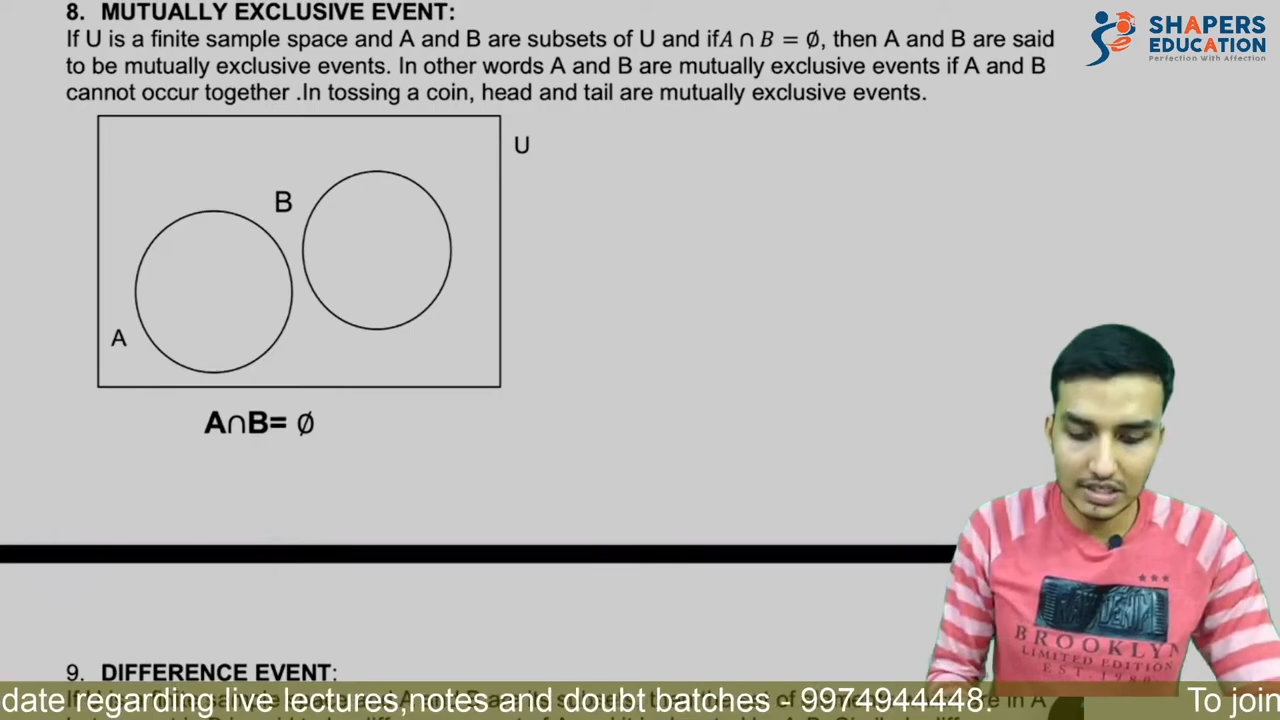 8. MUTUALLY EXCLUSIVE EVENT:
If U is a finite sample space and A and B are subsets of U and ifA ∩ B = ∅, then A and B are said
to be mutually exclusive events. In other words A and B are mutually exclusive events if A and B
cannot occur together .In tossing a coin, head and tail are mutually exclusive events.
SHAPERS
EDUCATION
Perfection With Affection
U
B
A
A∩B= ∅
BROOKLYN
LIMITED EDITION
EST.1980
9. DIFFERENCE EVENT:
date regarding live lectures,notes and doubt batches - 9974944448.
To join